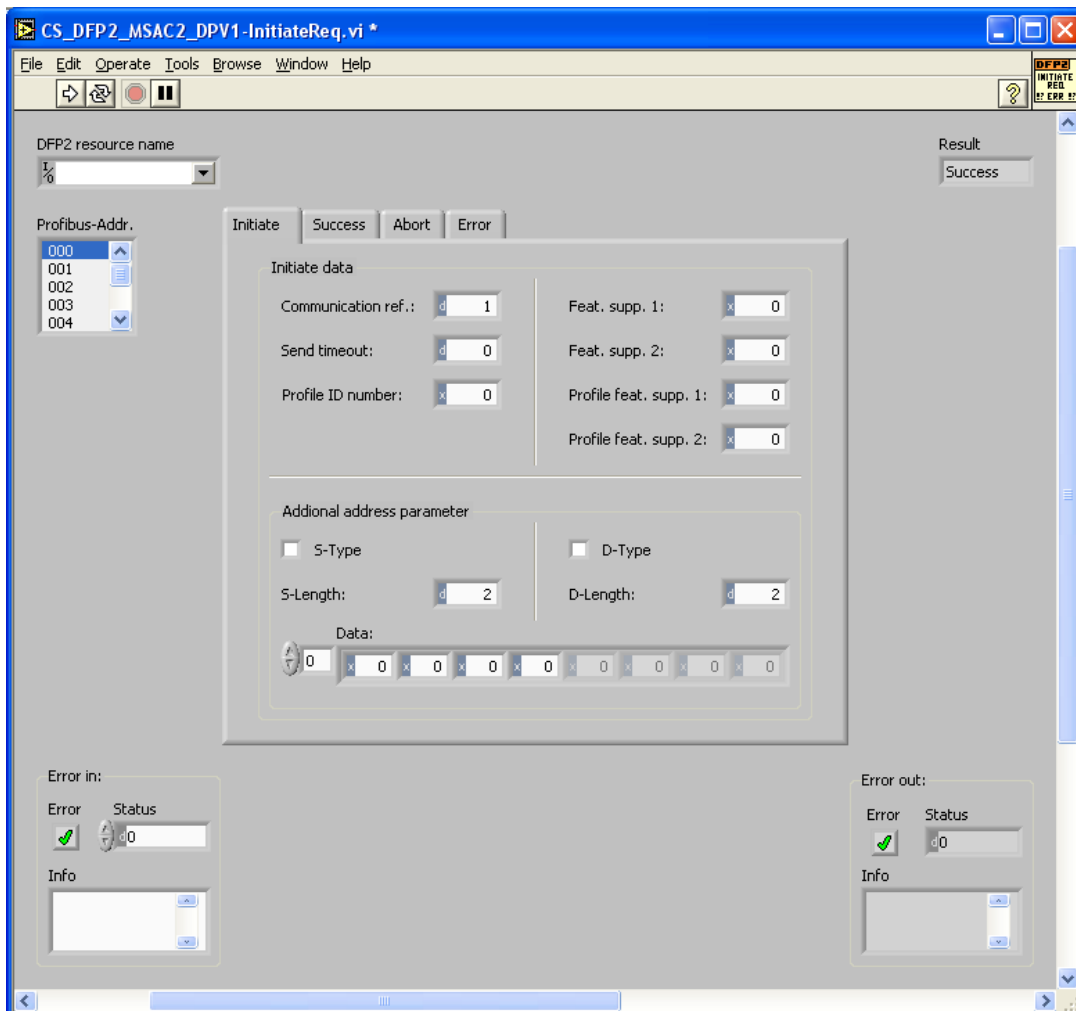 CS_DFP2_MSAC2_DPV1-InitiateReq.vi *
File Edit Operate Tools Browse Window Help
DFP2
INITIATE
REQ
!? ERR !?
DFP2 resource name
I/O
Result
Success
Profibus-Addr.
000
001
002
003
004
Initiate Success Abort Error
Initiate data
Communication ref.: d 1
Feat. supp. 1: x 0
Send timeout: d 0
Feat. supp. 2: x 0
Profile ID number: x 0
Profile feat. supp. 1: x 0
Profile feat. supp. 2: x 0
Addional address parameter
S-Type
D-Type
S-Length: d 2
D-Length: d 2
Data:
0 x 0 x 0 x 0 x 0 x 0 x 0 x 0 x 0
Error in:
Error Status
d 0
Info
Error out:
Error Status
d 0
Info